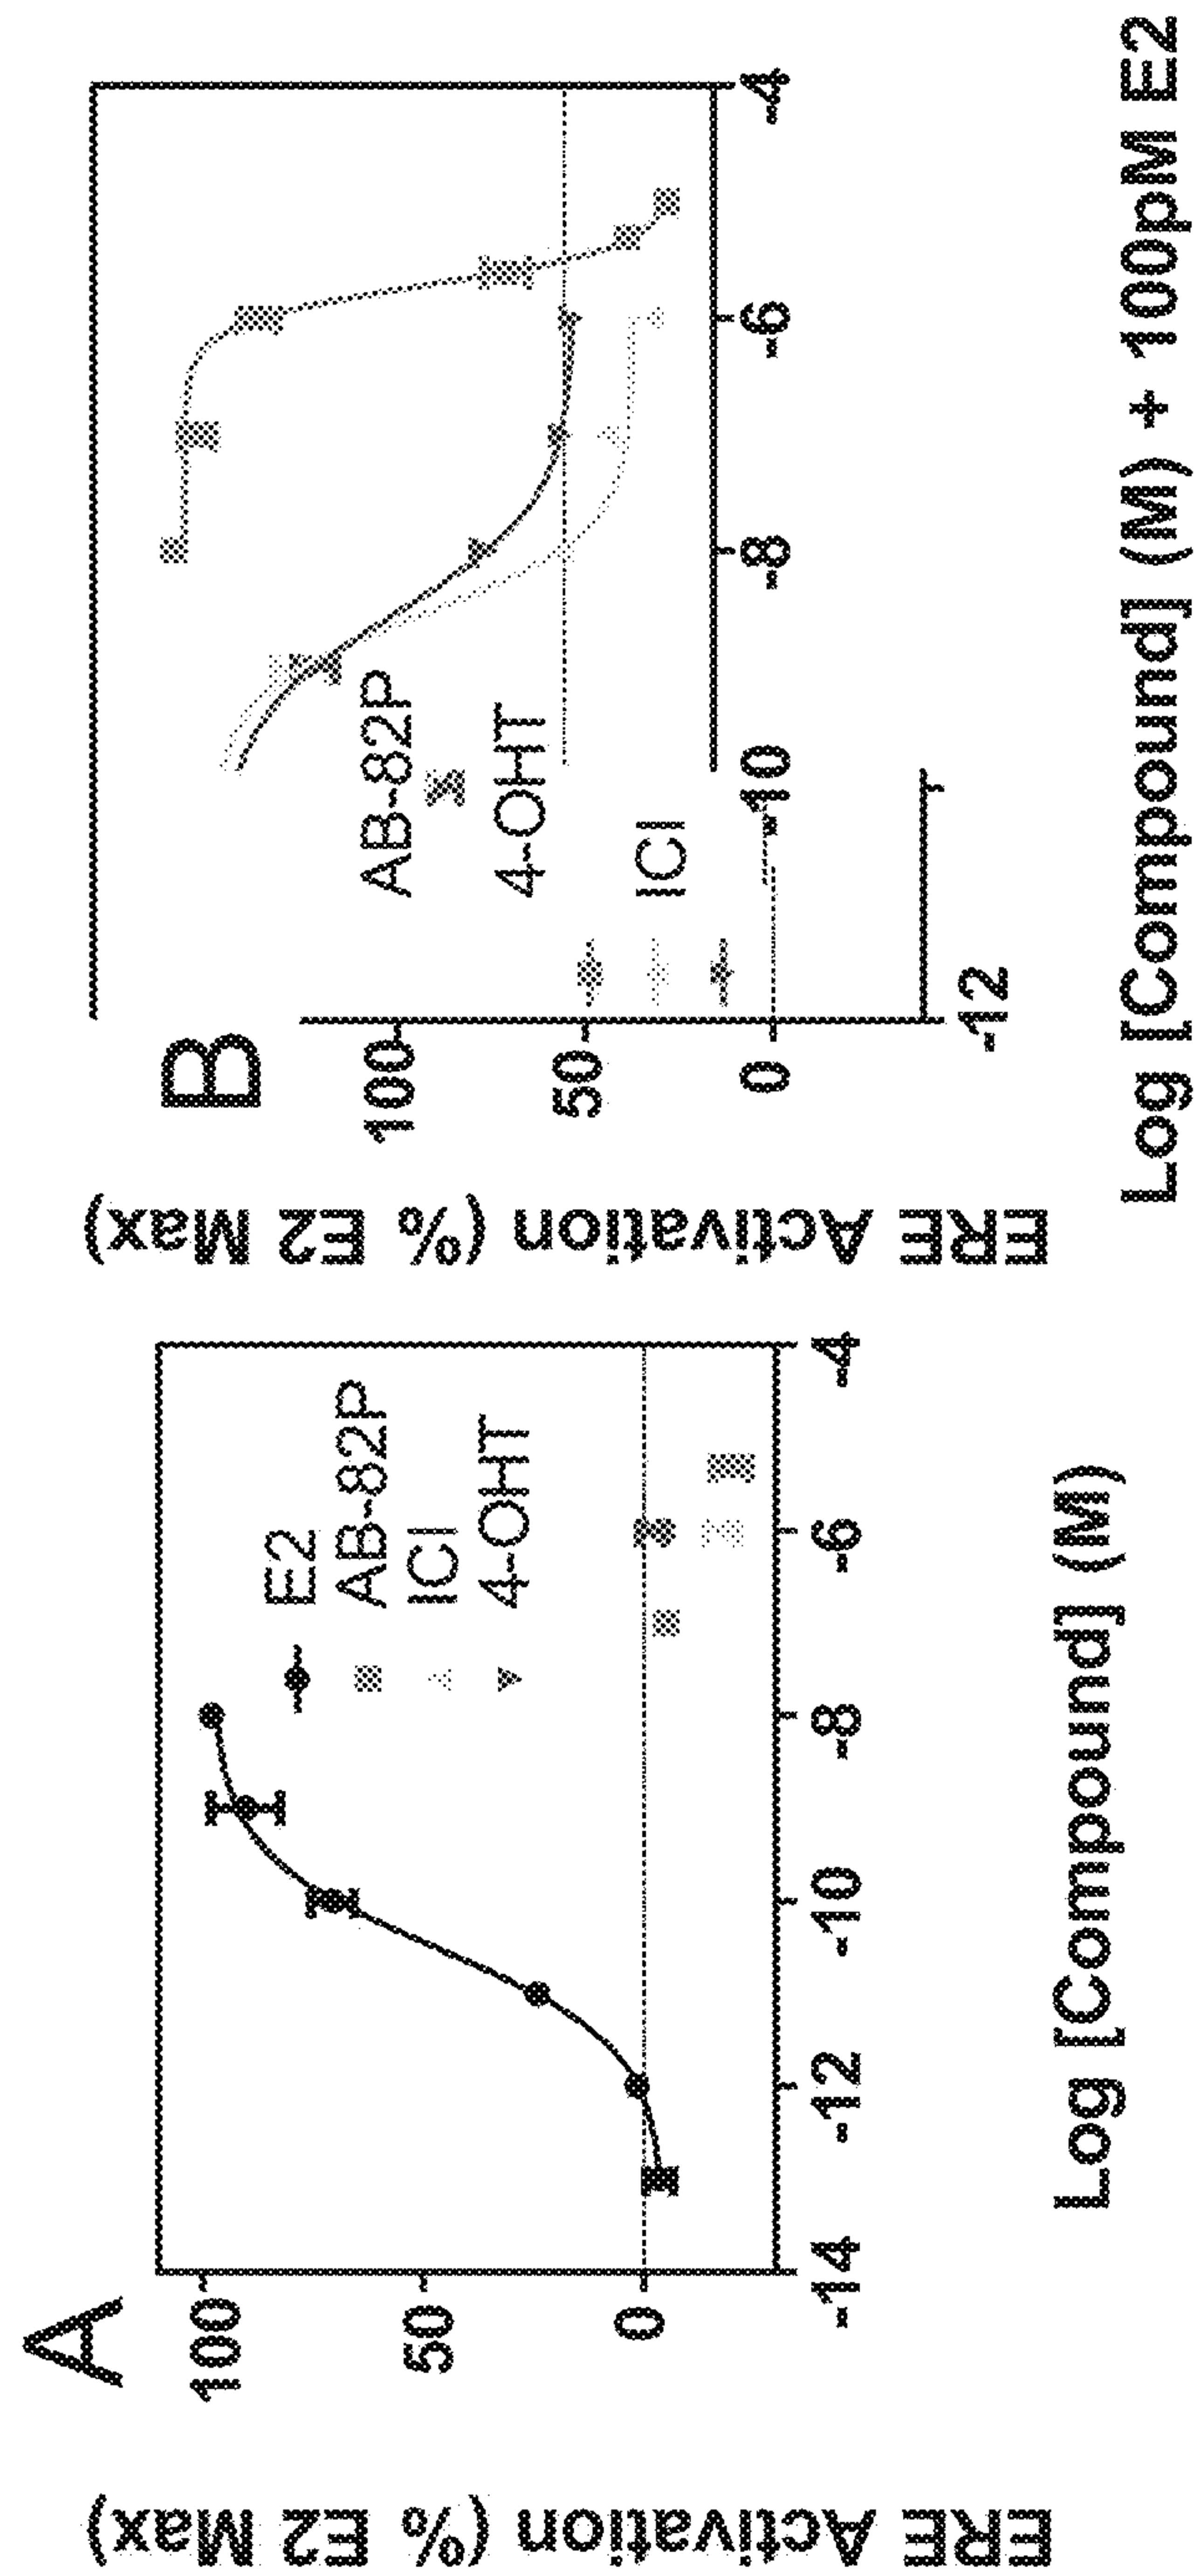 A
ERE Activation (% E2 Max)
100
50
0
E2
AB-82P
ICI
4-OHT
-14
-12
-10
-8
-6
-4
Log [Compound] (M)
B
ERE Activation (% E2 Max)
100
50
0
AB-82P
4-OHT
ICI
-12
-10
-8
-6
-4
Log [Compound] (M) + 100pM E2